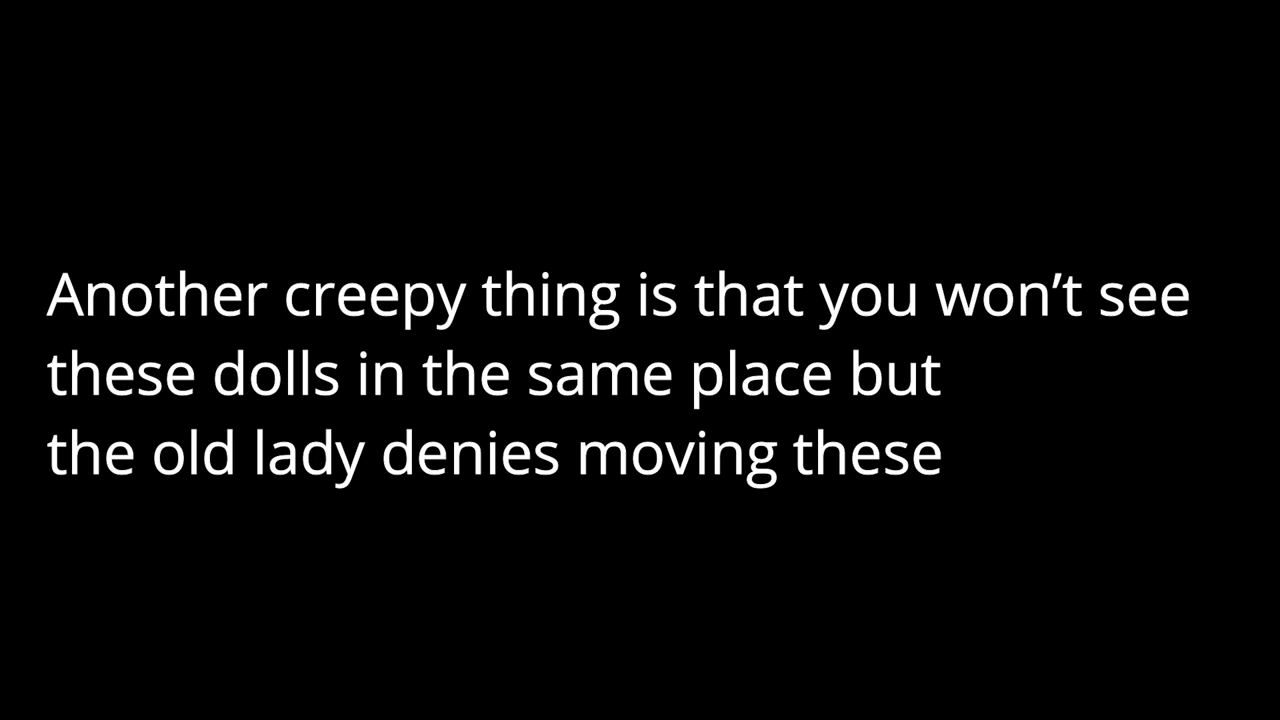 Another creepy thing is that you won’t see
these dolls in the same place but
the old lady denies moving these